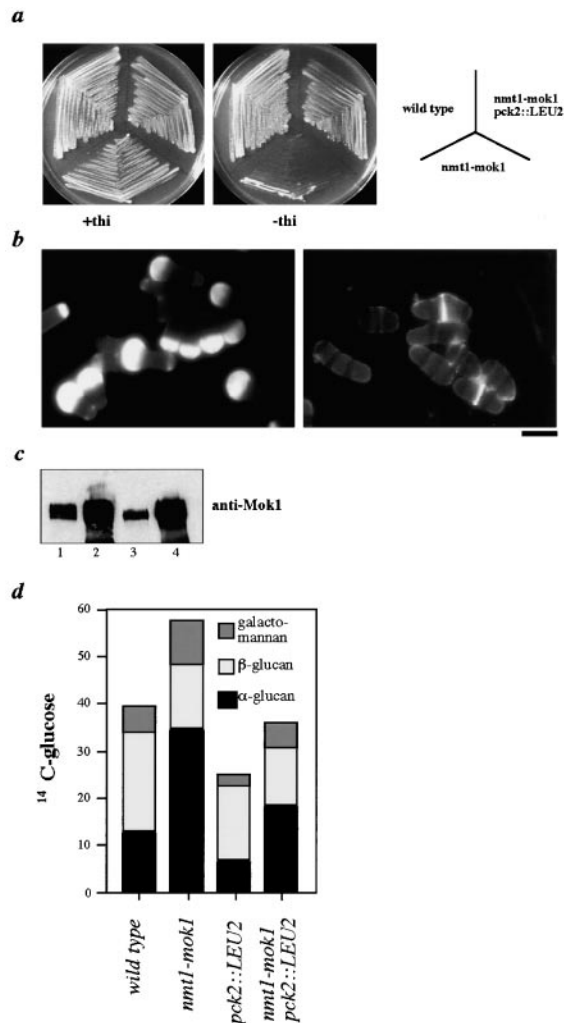 a
wild type
nmt1-mok1
pck2::LEU2
nmt1-mok1
+thi
-thi
b
c
anti-Mok1
1 2 3 4
d
60
50
40
30
20
10
0
14 C-glucose
galacto-
mannan
β-glucan
α-glucan
wild type
nmt1-mok1
pck2::LEU2
nmt1-mok1
pck2::LEU2